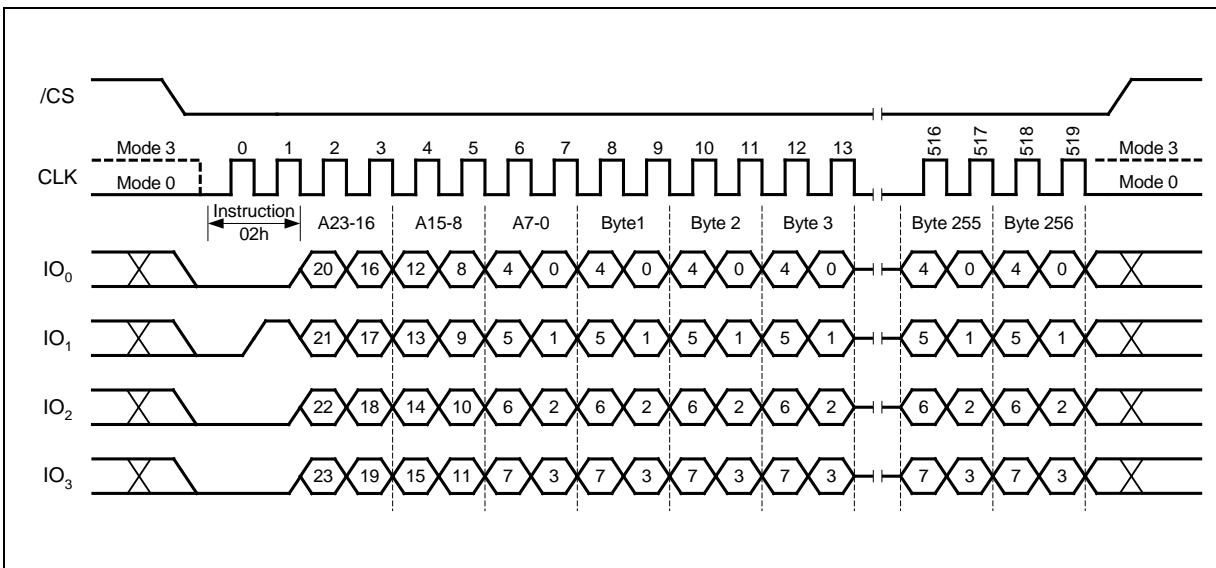 /CS
Mode 3 0 1 2 3 4 5 6 7 8 9 10 11 12 13 516 517 518 519 Mode 3
CLK
Mode 0 Mode 0
Instruction
02h A23-16 A15-8 A7-0 Byte1 Byte 2 Byte 3 Byte 255 Byte 256
IO0 20 16 12 8 4 0 4 0 4 0 4 0 4 0 4 0
IO1 21 17 13 9 5 1 5 1 5 1 5 1 5 1 5 1
IO2 22 18 14 10 6 2 6 2 6 2 6 2 6 2 6 2
IO3 23 19 15 11 7 3 7 3 7 3 7 3 7 3 7 3